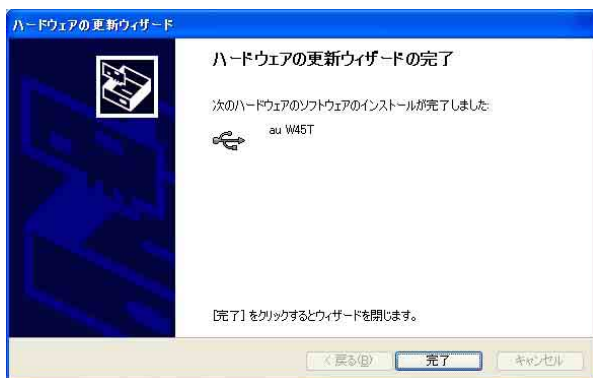 ハードウェアの更新ウィザード
ハードウェアの更新ウィザードの完了
次のハードウェアのソフトウェアのインストールが完了しました:
au W45T
[完了] をクリックするとウィザードを閉じます。
< 戻る(B)
完了
キャンセル